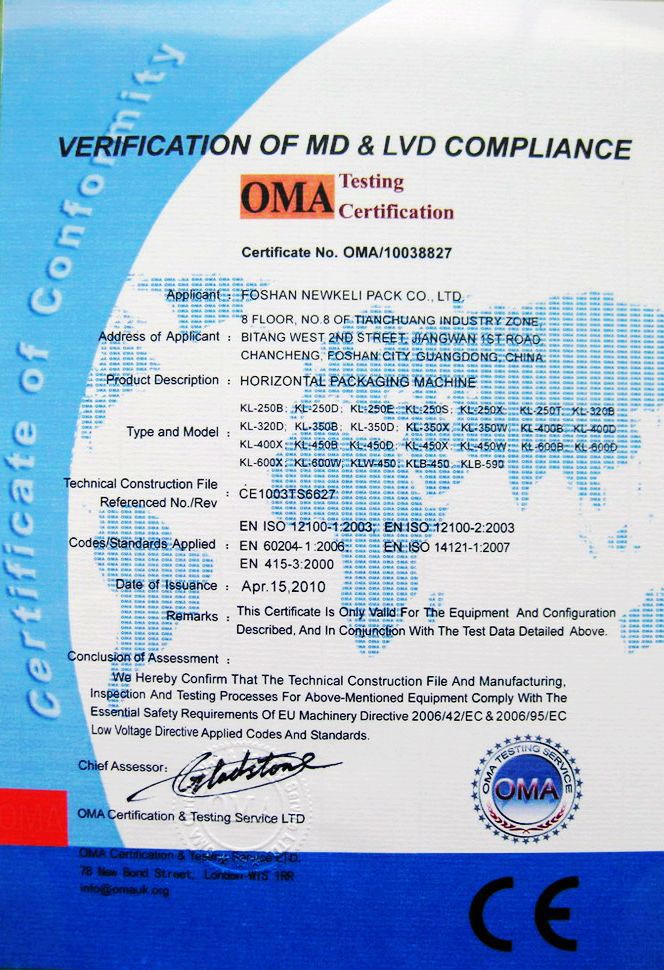 Certificate of Conformity
VERIFICATION OF MD & LVD COMPLIANCE
OMA Testing
Certification
Certificate No. OMA/10038827
Applicant : FOSHAN NEWKELI PACK CO., LTD.
8 FLOOR, NO.8 OF TIANCHUANG INDUSTRY ZONE,
Address of Applicant : BITANG WEST 2ND STREET, JIANGWAN 1ST ROAD,
CHANCHENG, FOSHAN CITY, GUANGDONG, CHINA
Product Description : HORIZONTAL PACKAGING MACHINE
KL-250B; KL-250D; KL-250E; KL-250S; KL-250X; KL-250T; KL-320B
KL-320D; KL-350B; KL-350D; KL-350X; KL-350W; KL-400B; KL-400D
Type and Model :
KL-400X; KL-450B; KL-450D; KL-450X; KL-450W; KL-600B; KL-600D
KL-600X; KL-600W; KLW-450; KLB-450; KLB-590
Technical Construction File
Referenced No./Rev : CE1003TS6627
EN ISO 12100-1:2003; EN ISO 12100-2:2003
Codes/Standards Applied : EN 60204-1:2006; EN ISO 14121-1:2007
EN 415-3:2000
Date of Issuance : Apr.15,2010
Remarks : This Certificate Is Only Valid For The Equipment And Configuration
Described, And In Conjunction With The Test Data Detailed Above.
Conclusion of Assessment :
We Hereby Confirm That The Technical Construction File And Manufacturing,
Inspection And Testing Processes For Above-Mentioned Equipment Comply With The
Essential Safety Requirements Of EU Machinery Directive 2006/42/EC & 2006/95/EC
Low Voltage Directive Applied Codes And Standards.
Chief Assessor: Gladstone
OMA Certification & Testing Service LTD
OMA TESTING SERVICE
OMA
OMA
OMA Certification & Testing Service LTD.
78 New Bond Street, London W1S 1RR
info@omauk.org
CE